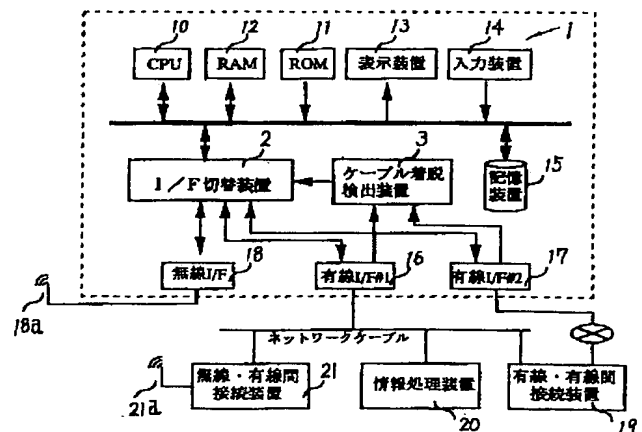 10
12
11
13
14
1
CPU
RAM
ROM
表示装置
入力装置
2
3
I/F切替装置
ケーブル着脱
検出装置
記憶
装置
15
無線I/F
18
有線I/F#1
16
有線I/F#2
17
18a
ネットワークケーブル
無線・有線間
接続装置
情報処理装置
有線・有線間
接続装置
21a
21
20
19